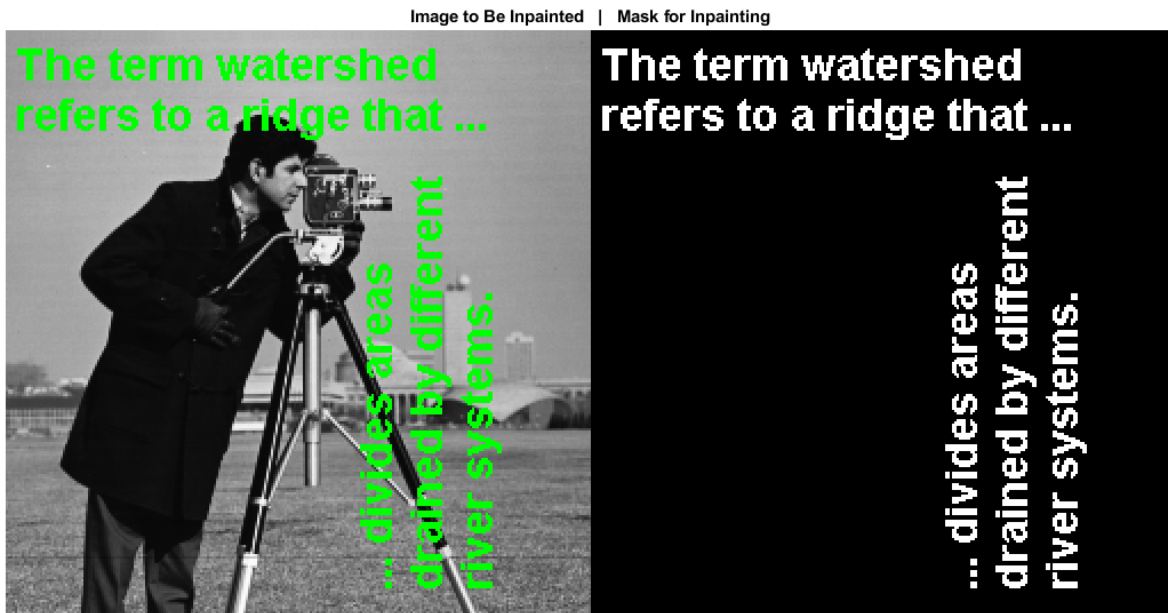 Image to Be Inpainted | Mask for Inpainting
The term watershed
refers to a ridge that ...
... divides areas
drained by different
river systems.
The term watershed
refers to a ridge that ...
... divides areas
drained by different
river systems.